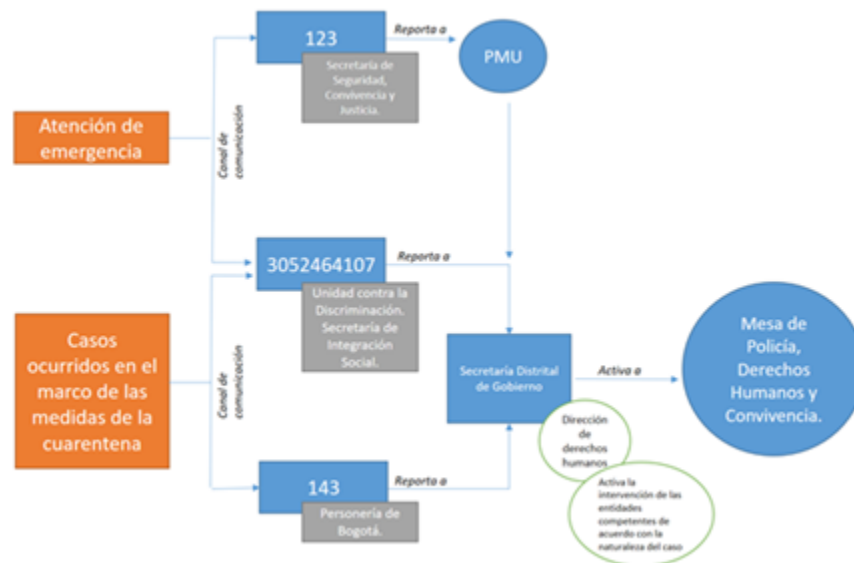 123
Reporta a
PMU
Secretaría de
Seguridad,
Convivencia y
Justicia.
Atención de
emergencia
Canal de
comunicación
3052464107
Reporta a
Unidad contra la
Discriminación.
Secretaría de
Integración
Social.
Casos
ocurridos en el
marco de las
medidas de la
cuarentena
Canal de
comunicación
Secretaría Distrital
de Gobierno
Activa a
Mesa de
Policía,
Derechos
Humanos y
Convivencia.
Dirección
de
derechos
humanos
143
Reporta a
Personería de
Bogotá.
Activa la
intervención de las
entidades
competentes de
acuerdo con la
naturaleza del caso